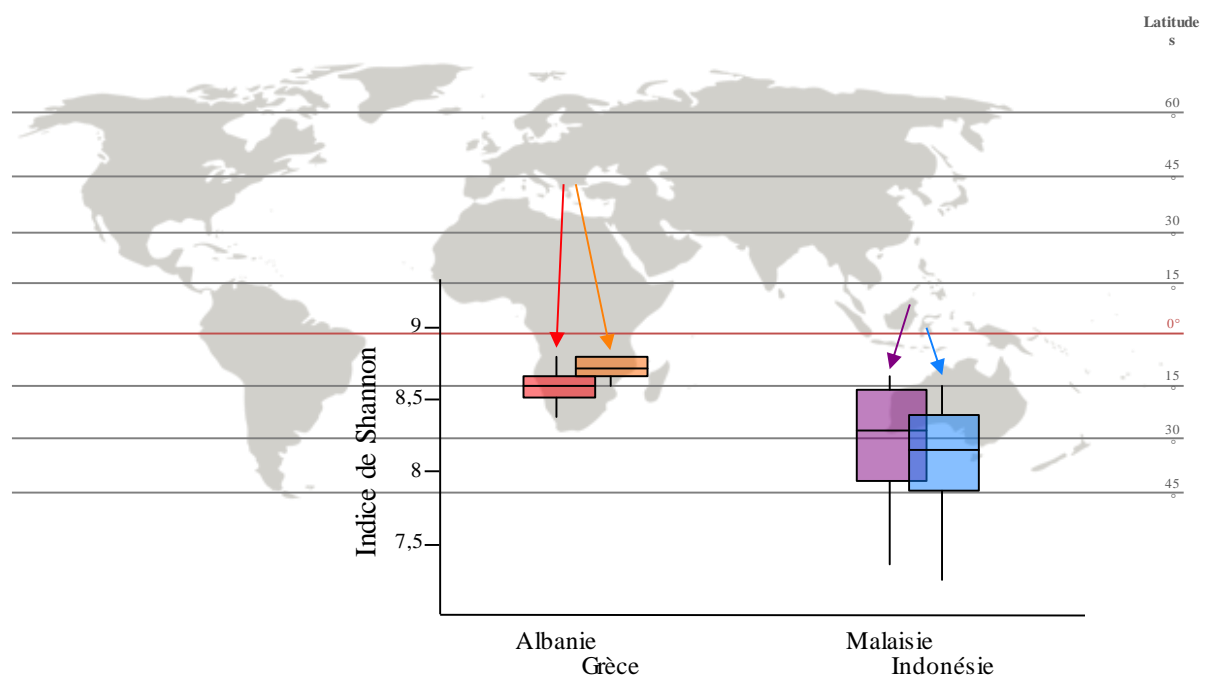 Latitude
s
60
°
45
°
30
°
15
°
0°
15
°
30
°
45
°
Indice de Shannon
9
8,5
8
7,5
Albanie
Grèce
Malaisie
Indonésie